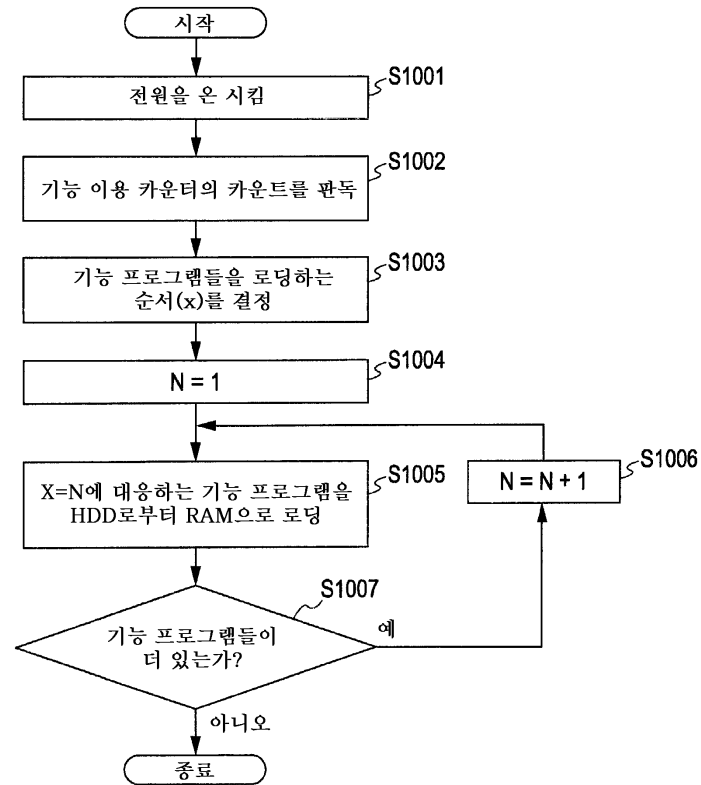 시작
전원을 온 시킴
S1001
기능 이용 카운터의 카운트를 판독
S1002
기능 프로그램들을 로딩하는
순서(x)를 결정
S1003
N = 1
S1004
X=N에 대응하는 기능 프로그램을
HDD로부터 RAM으로 로딩
S1005
N = N + 1
S1006
기능 프로그램들이
더 있는가?
S1007
예
아니오
종료